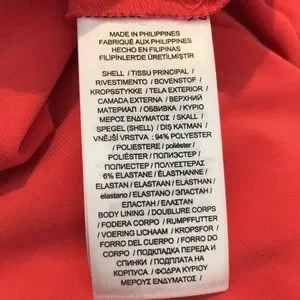 MADE IN PHILIPPINES
FABRIQUÉ AUX PHILIPPINES
HECHO EN FILIPINAS
FİLİPİNLER'DE ÜRETİLMİŞTİR
SHELL / TISSU PRINCIPAL /
RIVESTIMENTO / BOVENSTOF /
KROPSSTYKKE / TELA EXTERIOR /
CAMADA EXTERNA / ВЕРХНИЙ
МАТЕРИАЛ / ОБВИВКА / ΚΥΡΙΟ
ΜΕΡΟΣ ΕΝΔΥΜΑΤΟΣ / SKALL /
SPEGEL (SHELL) / DIŞ KATMAN /
VNĚJŠÍ VRSTVA : 94% POLYESTER
/ POLIESTERE / poliéster /
POLIÉSTER / ПОЛИЭСТЕР /
ПОЛИЕСТЕР / ΠΟΛΥΕΣΤΕΡΑΣ
6% ELASTANE / ÉLASTHANNE /
ELASTAN / ELASTAAN / ELASTHAN/
elastano / ELASTANO / ЭЛАСТАН /
ЕЛАСТАН / ΕΛΑΣΤΑΝ
BODY LINING / DOUBLURE CORPS
/ FODERA CORPO / RUMPFFUTTER
/ VOERING LICHAAM / KROPSFOR /
FORRO DEL CUERPO / FORRO DO
CORPO / ПОДКЛАДКА ПЕРЕДА И
СПИНКИ / ПОДПЛАТА НА
КОРПУСА / ΦΟΔΡΑ ΚΥΡΙΟΥ
ΜΕΡΟΥΣ ΕΝΔΥΜΑΤΟΣ /